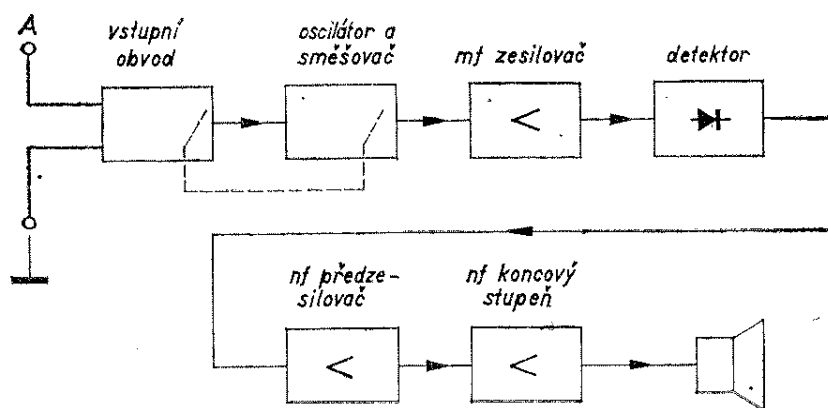 A
vstupní
obvod
oscilátor a
směšovač
mf zesilovač
detektor
nf předze-
silovač
nf koncový
stupeň